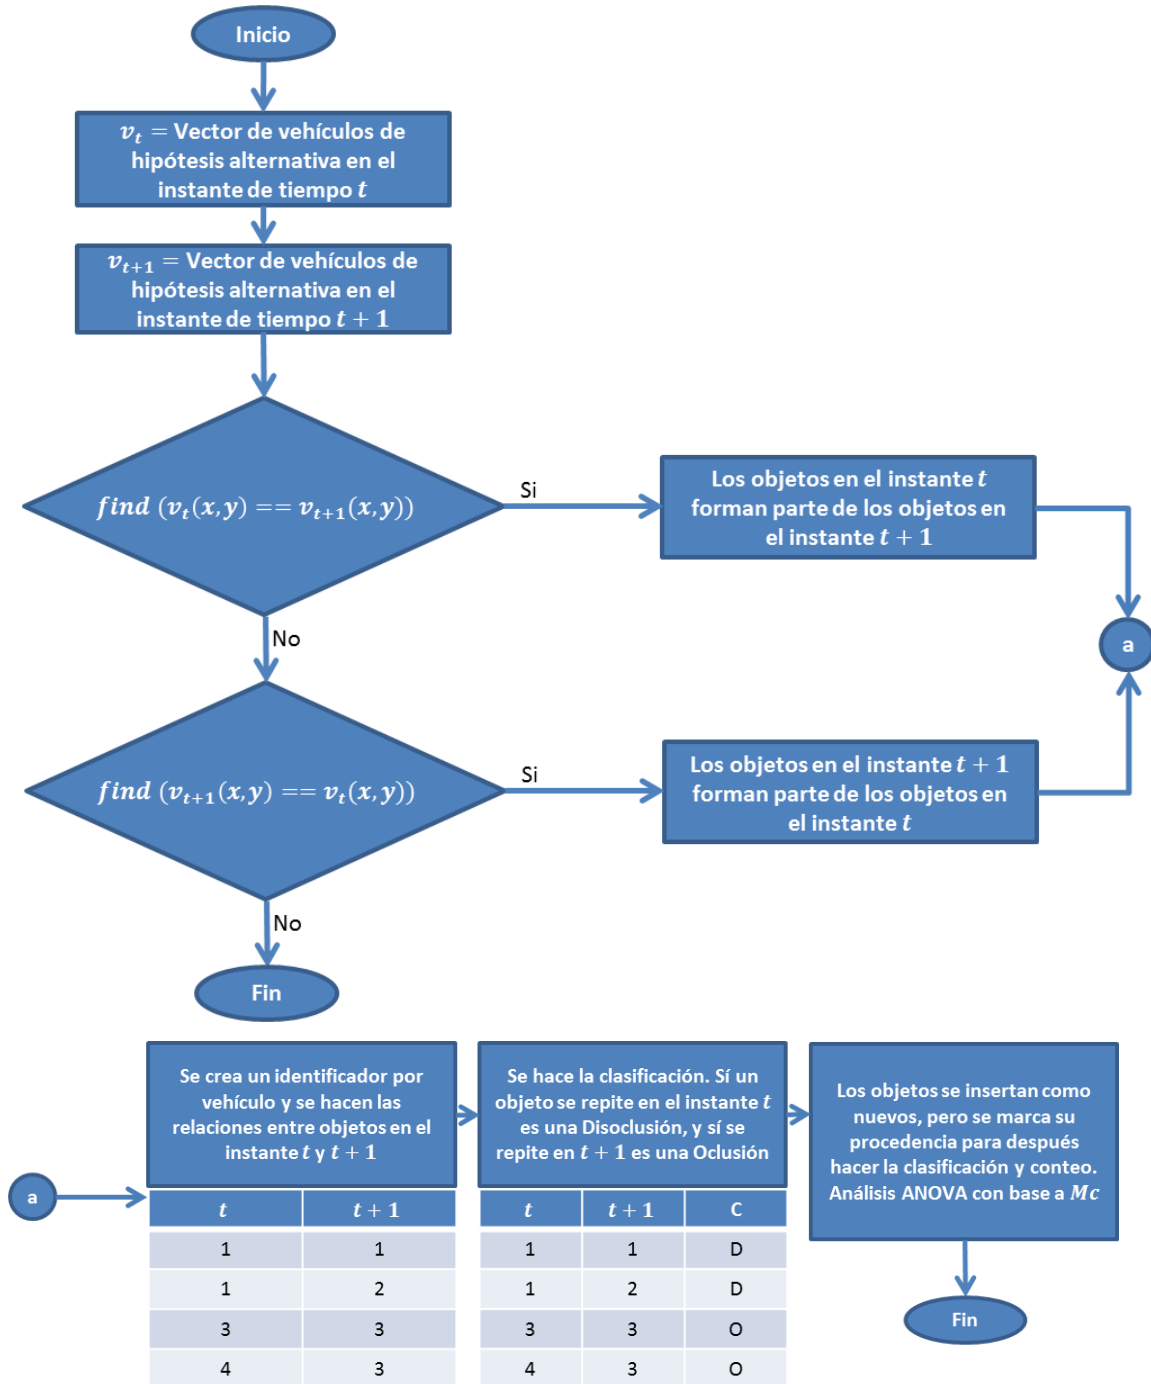 Inicio
v_t = Vector de vehículos de
hipótesis alternativa en el
instante de tiempo t
v_{t+1} = Vector de vehículos de
hipótesis alternativa en el
instante de tiempo t + 1
find (v_t(x,y) == v_{t+1}(x,y))
Si
Los objetos en el instante t
forman parte de los objetos en
el instante t + 1
a
No
find (v_{t+1}(x,y) == v_t(x,y))
Si
Los objetos en el instante t + 1
forman parte de los objetos en
el instante t
No
Fin
a
Se crea un identificador por
vehículo y se hacen las
relaciones entre objetos en el
instante t y t + 1
t t + 1
1 1
1 2
3 3
4 3
Se hace la clasificación. Sí un
objeto se repite en el instante t
es una Disoclusión, y sí se
repite en t + 1 es una Oclusión
t t + 1 C
1 1 D
1 2 D
3 3 O
4 3 O
Los objetos se insertan como
nuevos, pero se marca su
procedencia para después
hacer la clasificación y conteo.
Análisis ANOVA con base a Mc
Fin